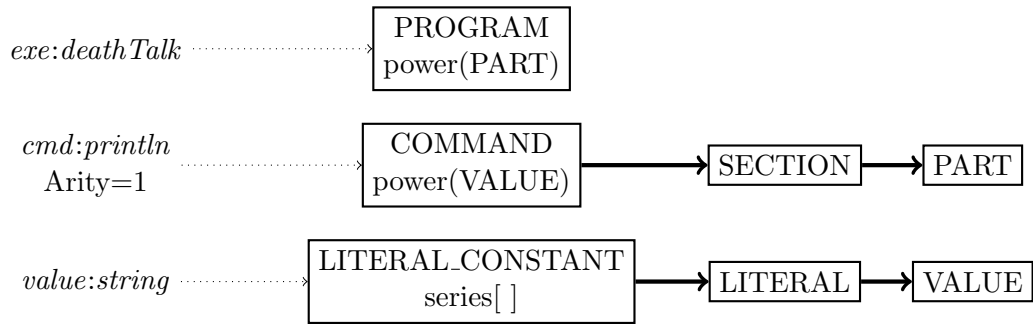 exe:deathTalk
PROGRAM
power(PART)
cmd:println
Arity=1
COMMAND
power(VALUE)
SECTION
PART
value:string
LITERAL_CONSTANT
series[ ]
LITERAL
VALUE